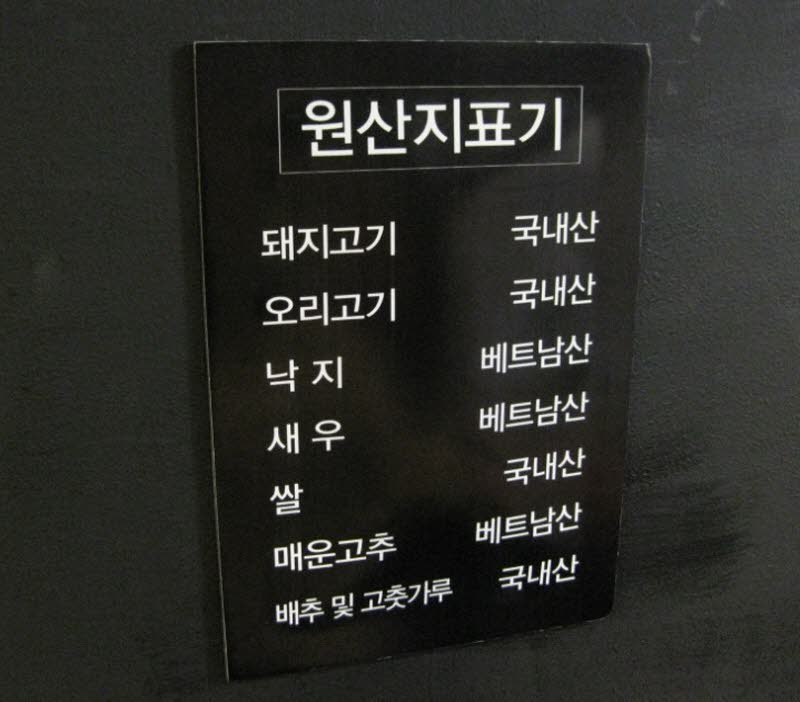 원산지표기
돼지고기 국내산
오리고기 국내산
낙 지 베트남산
새 우 베트남산
쌀 국내산
매운고추 베트남산
배추 및 고춧가루 국내산